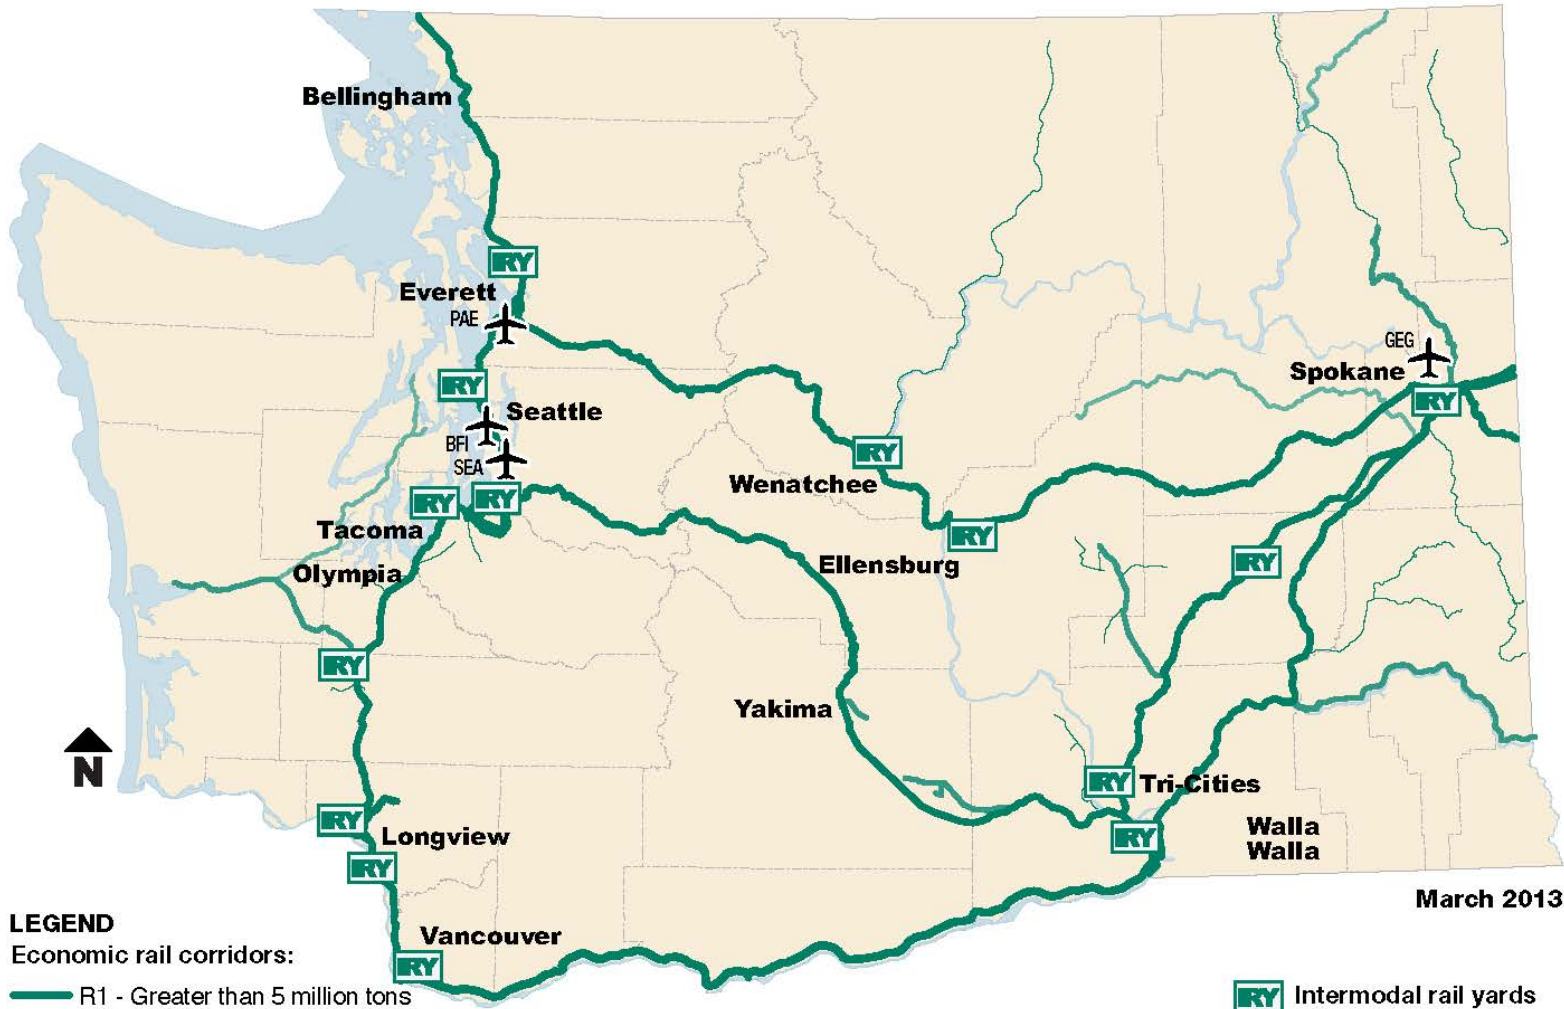 Bellingham
IRY
Everett
PAE
GEG
Spokane
IRY
IRY
Seattle
BFI
SEA
IRY
Wenatchee
IRY
IRY
Tacoma
IRY
Ellensburg
IRY
Olympia
IRY
Yakima
N
IRY
Tri-Cities
IRY
Longview
IRY
Walla
Walla
IRY
March 2013
LEGEND
Economic rail corridors:
Vancouver
IRY
R1 - Greater than 5 million tons
IRY Intermodal rail yards